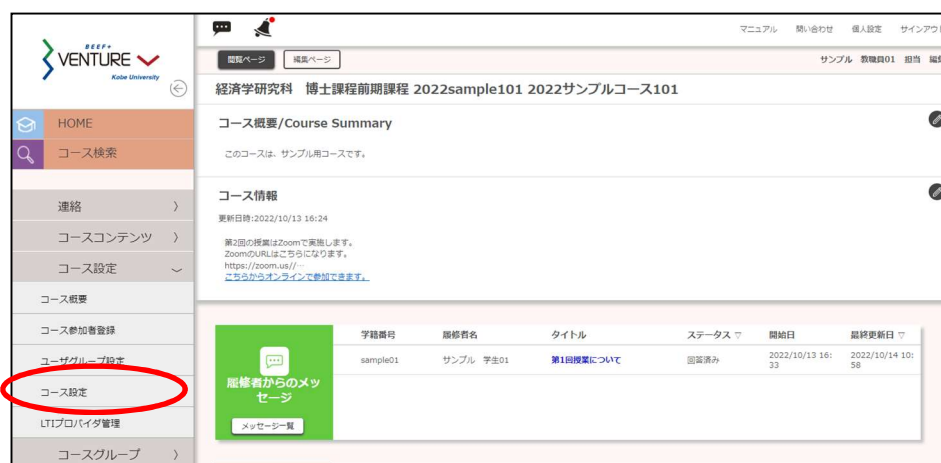 BEEF+
VENTURE
Kobe University
HOME
コース検索
連絡
コースコンテンツ
コース設定
コース概要
コース参加者登録
ユーザグループ設定
コース設定
LTIプロバイダ管理
コースグループ
マニュアル 問い合わせ 個人設定 サインアウト
閲覧ページ 編集ページ
サンプル 教職員01 担当 編集
経済学研究科 博士課程前期課程 2022sample101 2022サンプルコース101
コース概要/Course Summary
このコースは、サンプル用コースです。
コース情報
更新日時:2022/10/13 16:24
第2回の授業はZoomで実施します。
ZoomのURLはこちらになります。
https://zoom.us//…
こちらからオンラインで参加できます。
履修者からのメッ
セージ
メッセージ一覧
学籍番号 履修者名 タイトル ステータス ▽ 開始日 最終更新日 ▽
sample01 サンプル 学生01 第1回授業について 回答済み 2022/10/13 16: 2022/10/14 10:
33 58